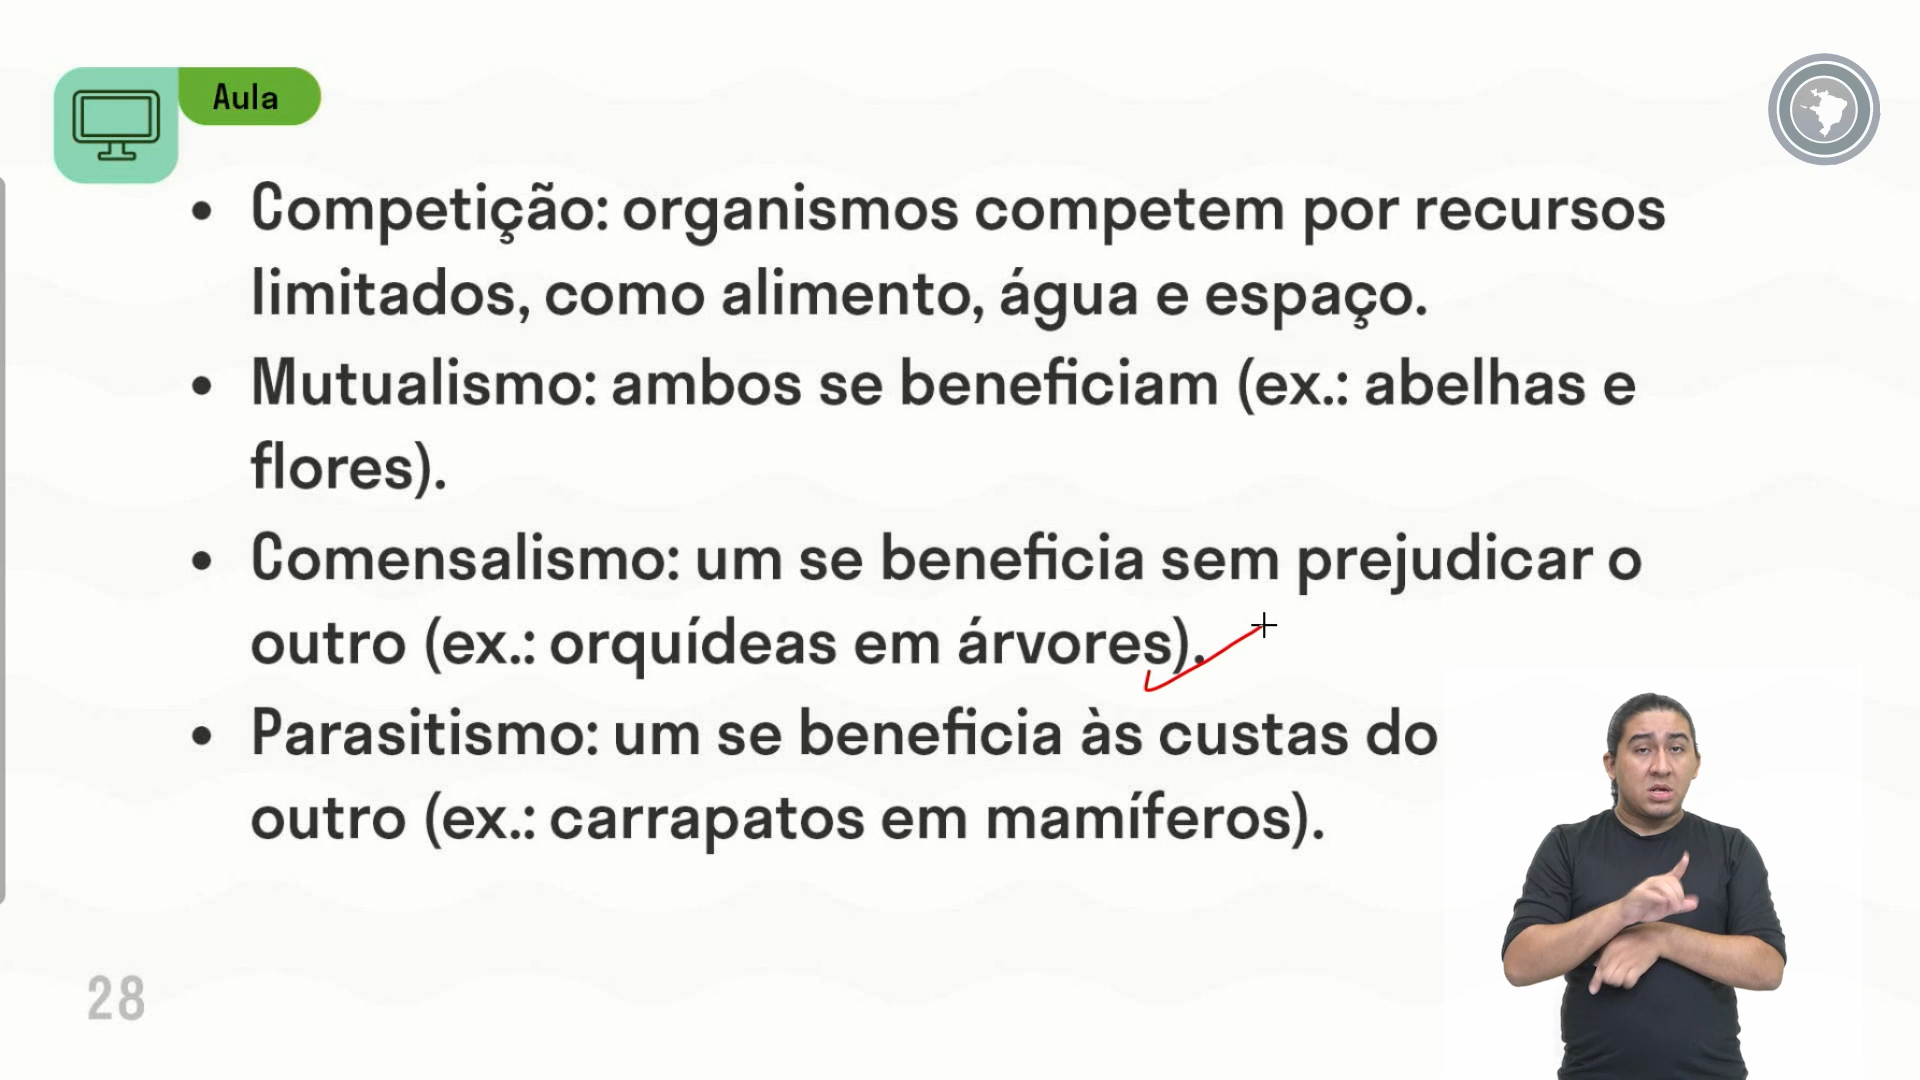 Aula
• Competição: organismos competem por recursos
limitados, como alimento, água e espaço.
• Mutualismo: ambos se beneficiam (ex.: abelhas e
flores).
• Comensalismo: um se beneficia sem prejudicar o
outro (ex.: orquídeas em árvores).
• Parasitismo: um se beneficia às custas do
outro (ex.: carrapatos em mamíferos).
28